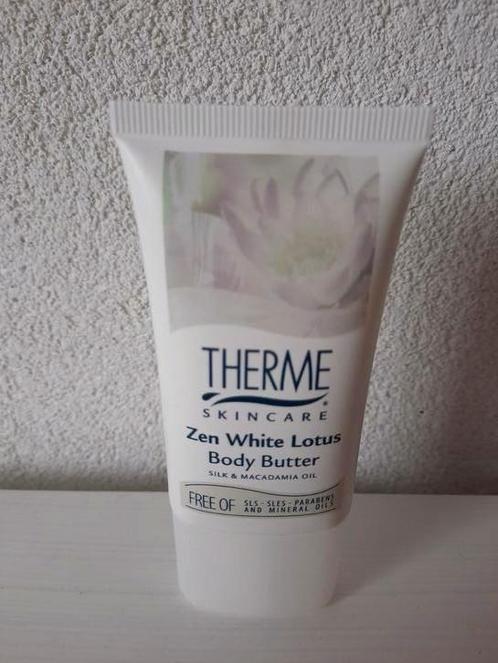 THERME
®
SKINCARE
Zen White Lotus
Body Butter
SILK & MACADAMIA OIL
FREE OF SLS - SLES - PARABENS
AND MINERAL OILS